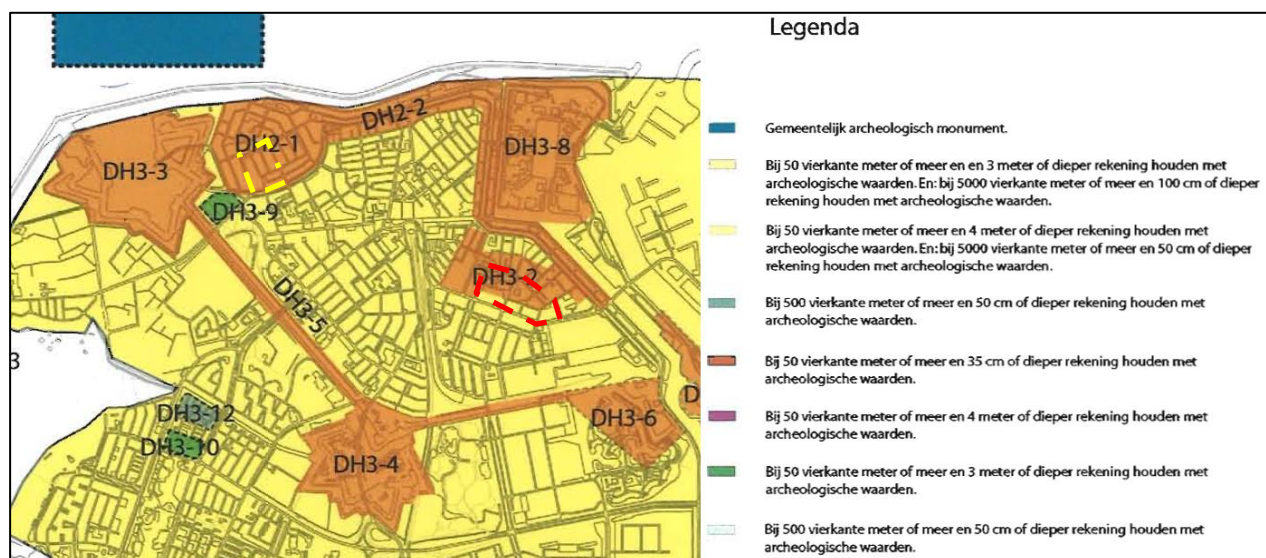 Legenda
DH2-2
DH2-1
DH3-8
DH3-3
DH3-9
DH3-2
DH3-5
3
DH3-12
DH3-10
DH3-6
DH3-4
D
Gemeentelijk archeologisch monument.
Bij 50 vierkante meter of meer en en 3 meter of dieper rekening houden met
archeologische waarden. En: bij 5000 vierkante meter of meer en 100 cm of dieper
rekening houden met archeologische waarden.
Bij 50 vierkante meter of meer en 4 meter of dieper rekening houden met
archeologische waarden. En: bij 5000 vierkante meter of meer en 50 cm of dieper
rekening houden met archeologische waarden.
Bij 500 vierkante meter of meer en 50 cm of dieper rekening houden met
archeologische waarden.
Bij 50 vierkante meter of meer en 35 cm of dieper rekening houden met
archeologische waarden.
Bij 50 vierkante meter of meer en 4 meter of dieper rekening houden met
archeologische waarden.
Bij 50 vierkante meter of meer en 3 meter of dieper rekening houden met
archeologische waarden.
Bij 500 vierkante meter of meer en 50 cm of dieper rekening houden met
archeologische waarden.